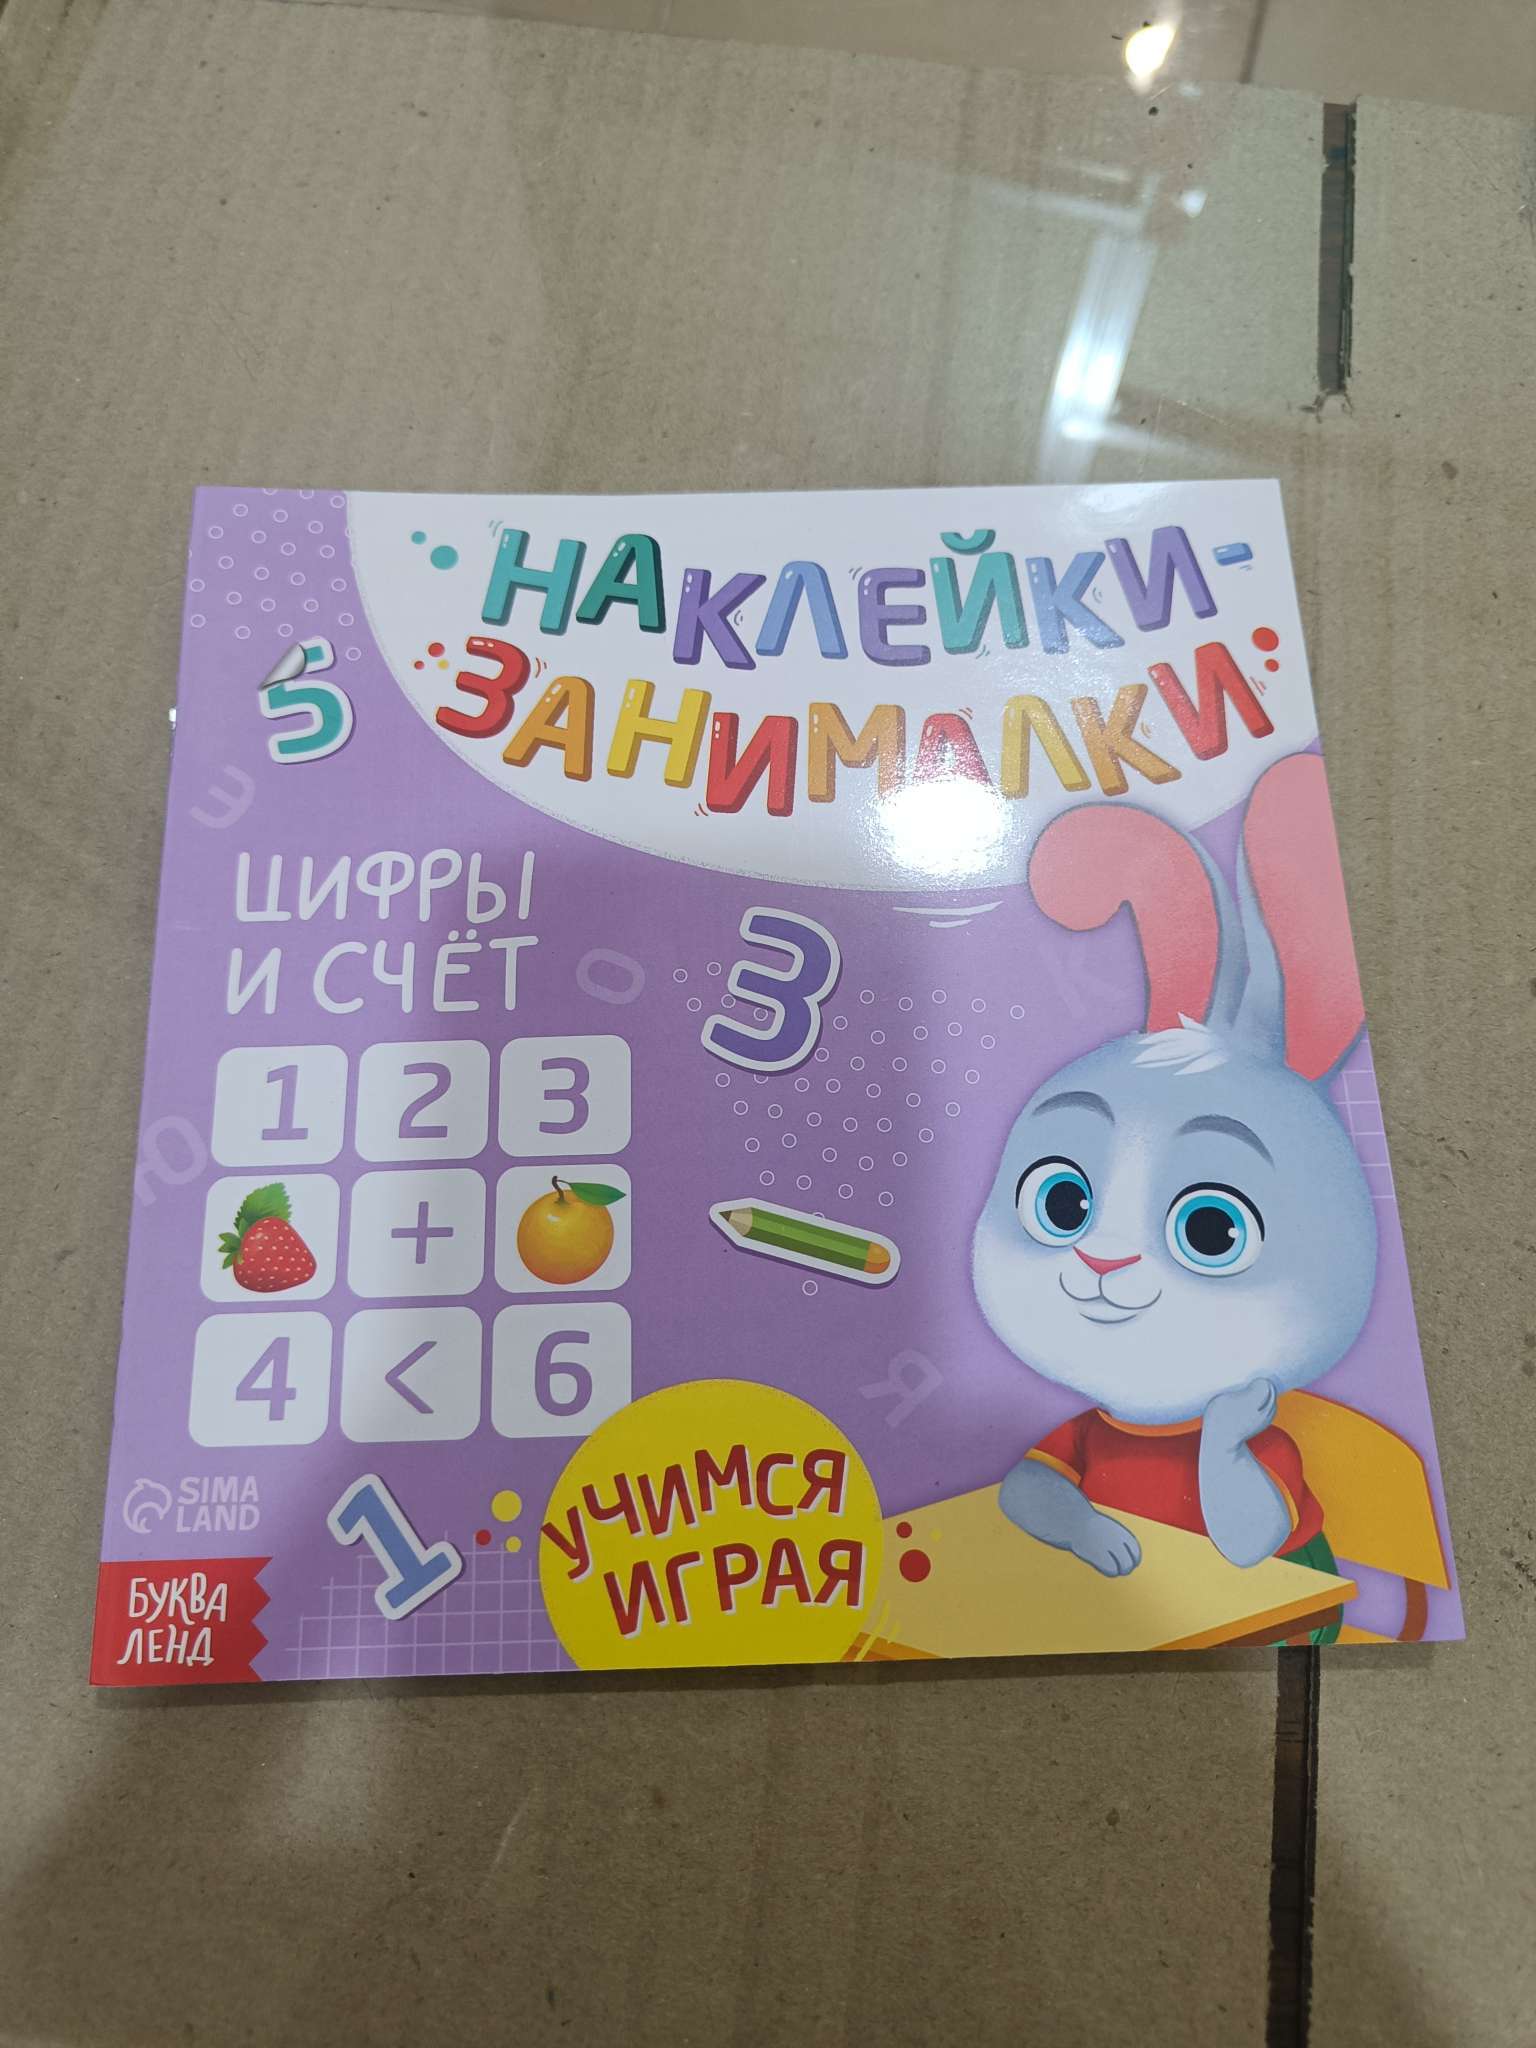 НАКЛЕЙКИ-
ЗАНИМАЛКИ
5
ЦИФРЫ
И СЧЁТ
3
1 2 3
+
4 < 6
SIMA
LAND
1
БУКВА
ЛЕНД
УЧИМСЯ
ИГРАЯ
З
О
К
Ю
Я